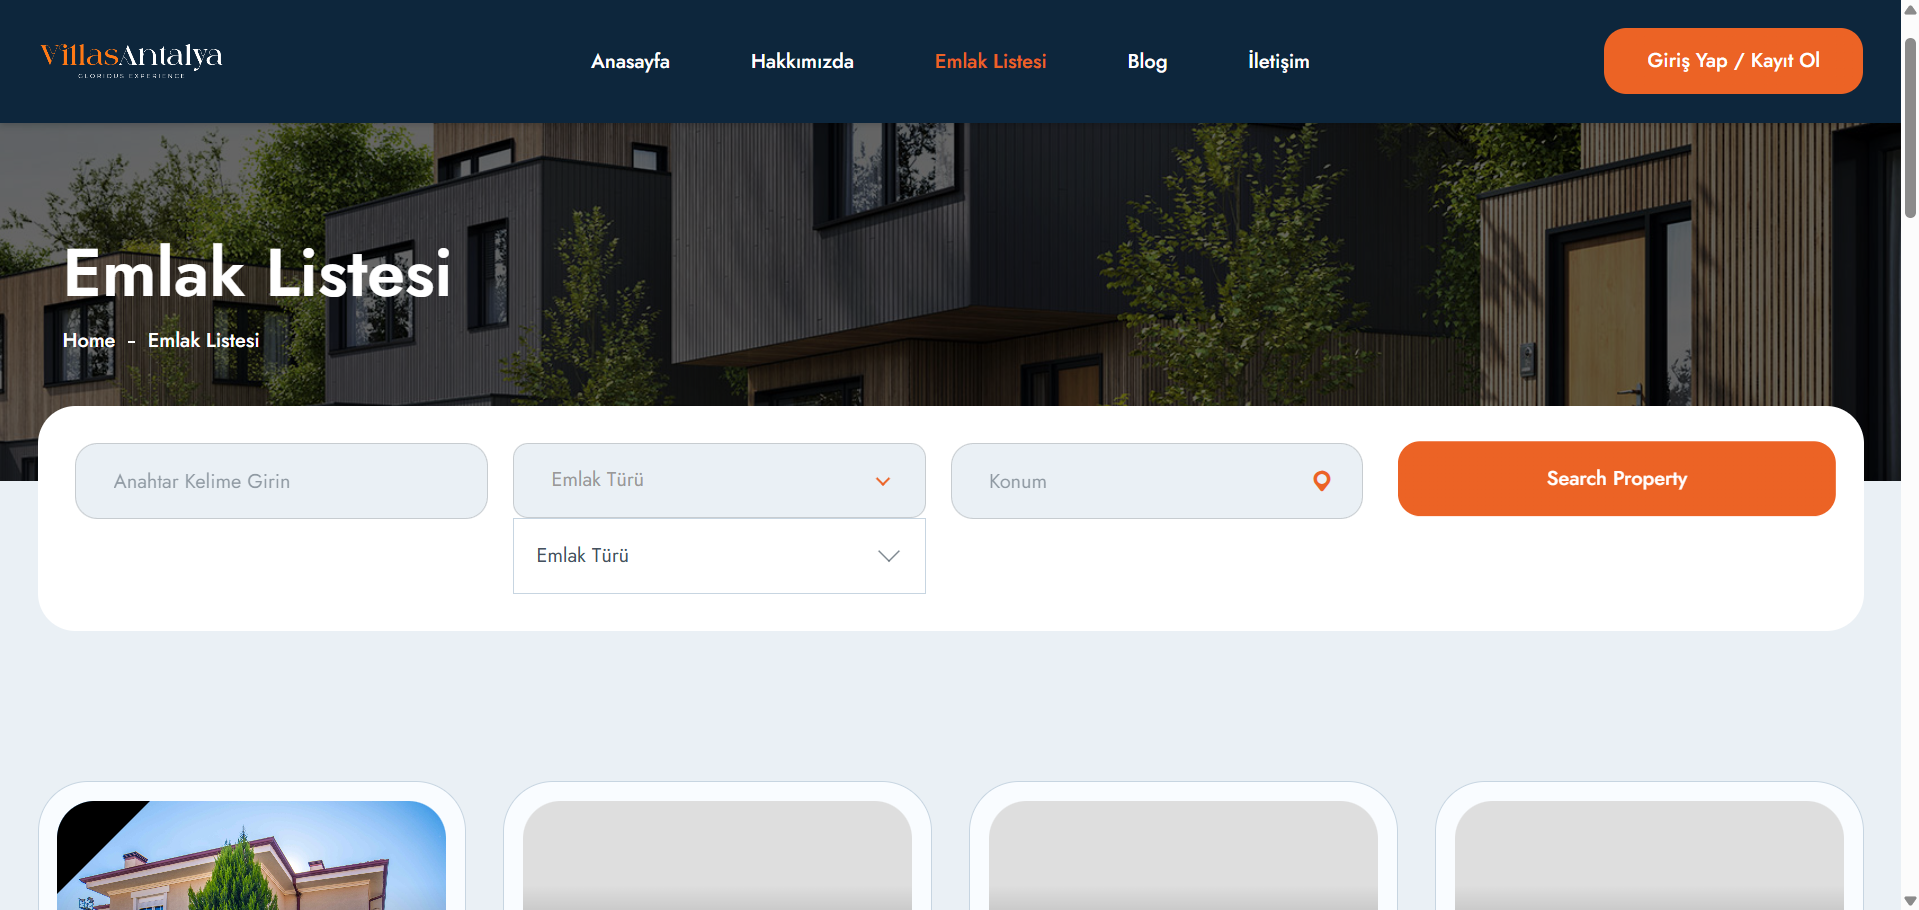 VillasAntalya
GLORIOUS EXPERIENCE
Anasayfa
Hakkımızda
Emlak Listesi
Blog
İletişim
Giriş Yap / Kayıt Ol
Emlak Listesi
Home - Emlak Listesi
Anahtar Kelime Girin
Emlak Türü
Konum
Search Property
Emlak Türü